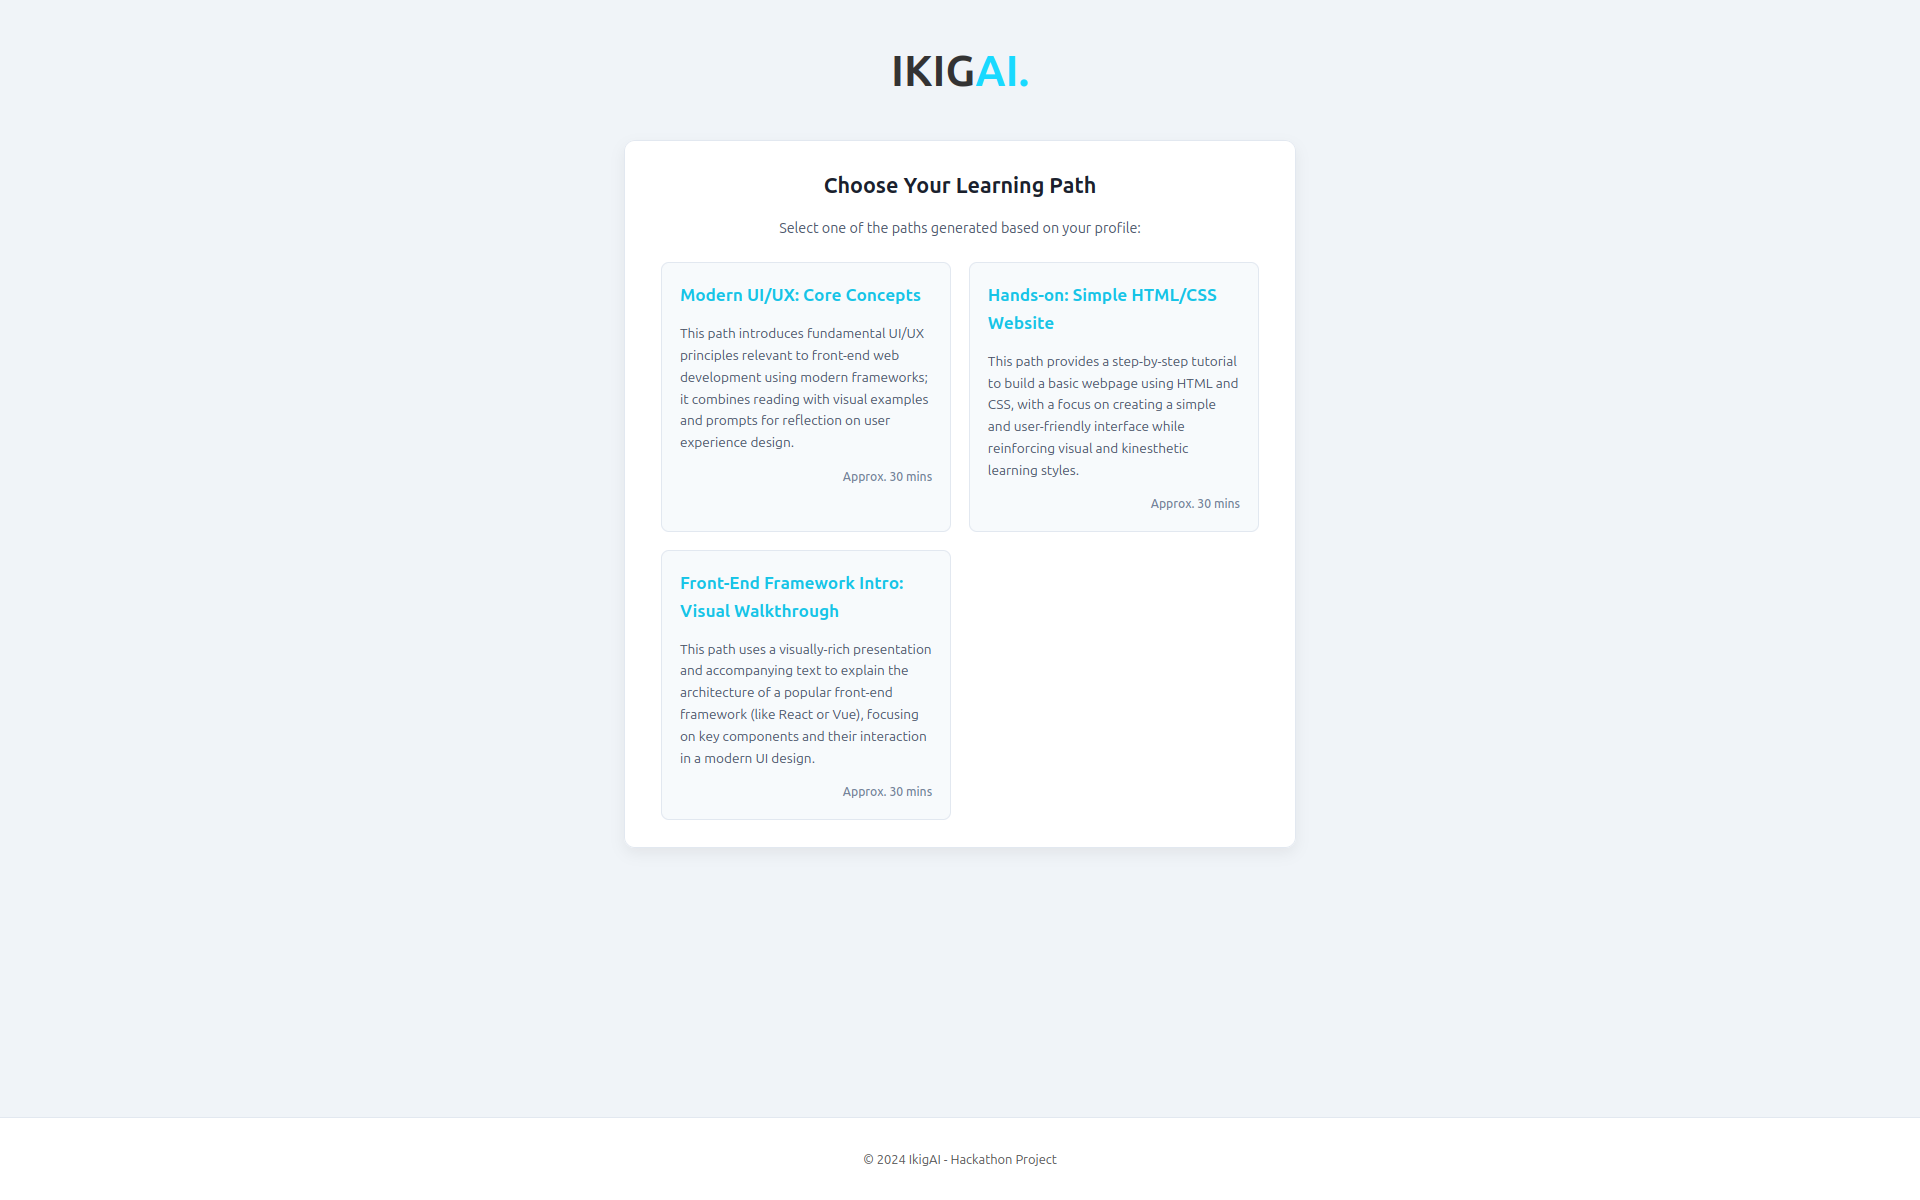 IKIGAI.
Choose Your Learning Path
Select one of the paths generated based on your profile:
Modern UI/UX: Core Concepts
This path introduces fundamental UI/UX
principles relevant to front-end web
development using modern frameworks;
it combines reading with visual examples
and prompts for reflection on user
experience design.
Approx. 30 mins
Hands-on: Simple HTML/CSS
Website
This path provides a step-by-step tutorial
to build a basic webpage using HTML and
CSS, with a focus on creating a simple
and user-friendly interface while
reinforcing visual and kinesthetic
learning styles.
Approx. 30 mins
Front-End Framework Intro:
Visual Walkthrough
This path uses a visually-rich presentation
and accompanying text to explain the
architecture of a popular front-end
framework (like React or Vue), focusing
on key components and their interaction
in a modern UI design.
Approx. 30 mins
© 2024 IkigAI - Hackathon Project